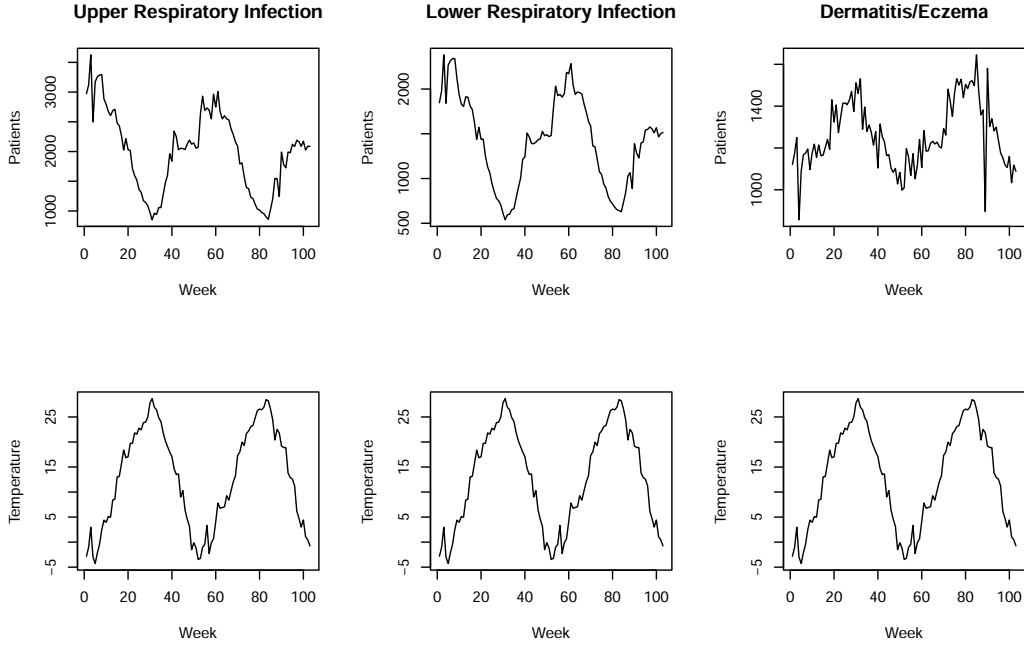 Upper Respiratory Infection
Patients
1000 2000 3000
0 20 40 60 80 100
Week
Lower Respiratory Infection
Patients
500 1000 2000
0 20 40 60 80 100
Week
Dermatitis/Eczema
Patients
1000 1400
0 20 40 60 80 100
Week
Temperature
−5 5 15 25
0 20 40 60 80 100
Week
Temperature
−5 5 15 25
0 20 40 60 80 100
Week
Temperature
−5 5 15 25
0 20 40 60 80 100
Week